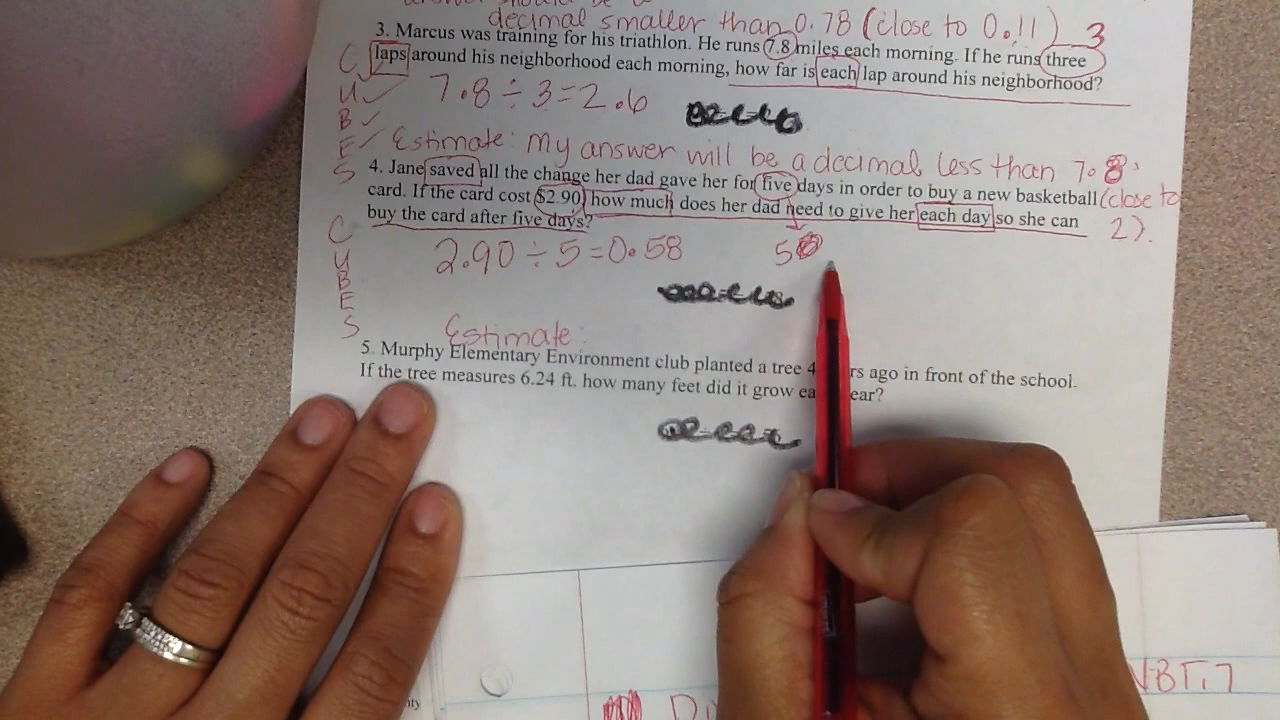 decimal smaller than 0.78 (close to 0.11) 3
3. Marcus was training for his triathlon. He runs 7.8 miles each morning. If he runs three
laps around his neighborhood each morning, how far is each lap around his neighborhood?
C
U
B
E
S
7.8 ÷ 3 = 2.6
Estimate: My answer will be a decimal less than 7.8
(close to
2).
4. Jane saved all the change her dad gave her for five days in order to buy a new basketball
card. If the card cost $2.90, how much does her dad need to give her each day so she can
buy the card after five days?
C
U
B
E
S
2.90 ÷ 5 = 0.58
5
Estimate:
5. Murphy Elementary Environment club planted a tree 4 rs ago in front of the school.
If the tree measures 6.24 ft. how many feet did it grow ea ear?
NBT.7